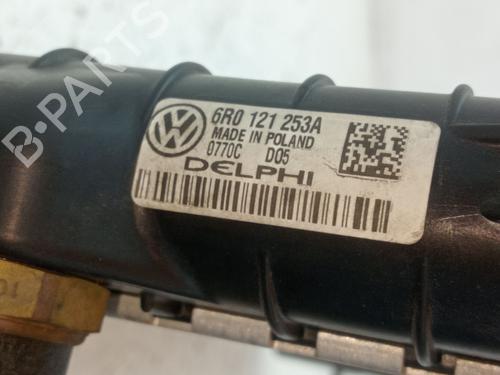 B-PARTS
6R0 121 253A
MADE IN POLAND
0770C D05
DELPHI